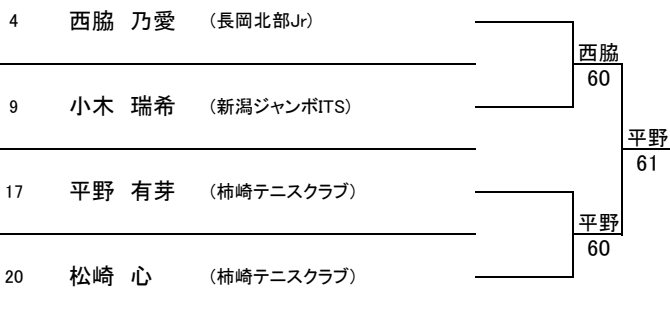 4 西脇 乃愛 (長岡北部Jr)
西脇
60
9 小木 瑞希 (新潟ジャンボITS)
平野
61
17 平野 有芽 (柿崎テニスクラブ)
平野
60
20 松崎 心 (柿崎テニスクラブ)